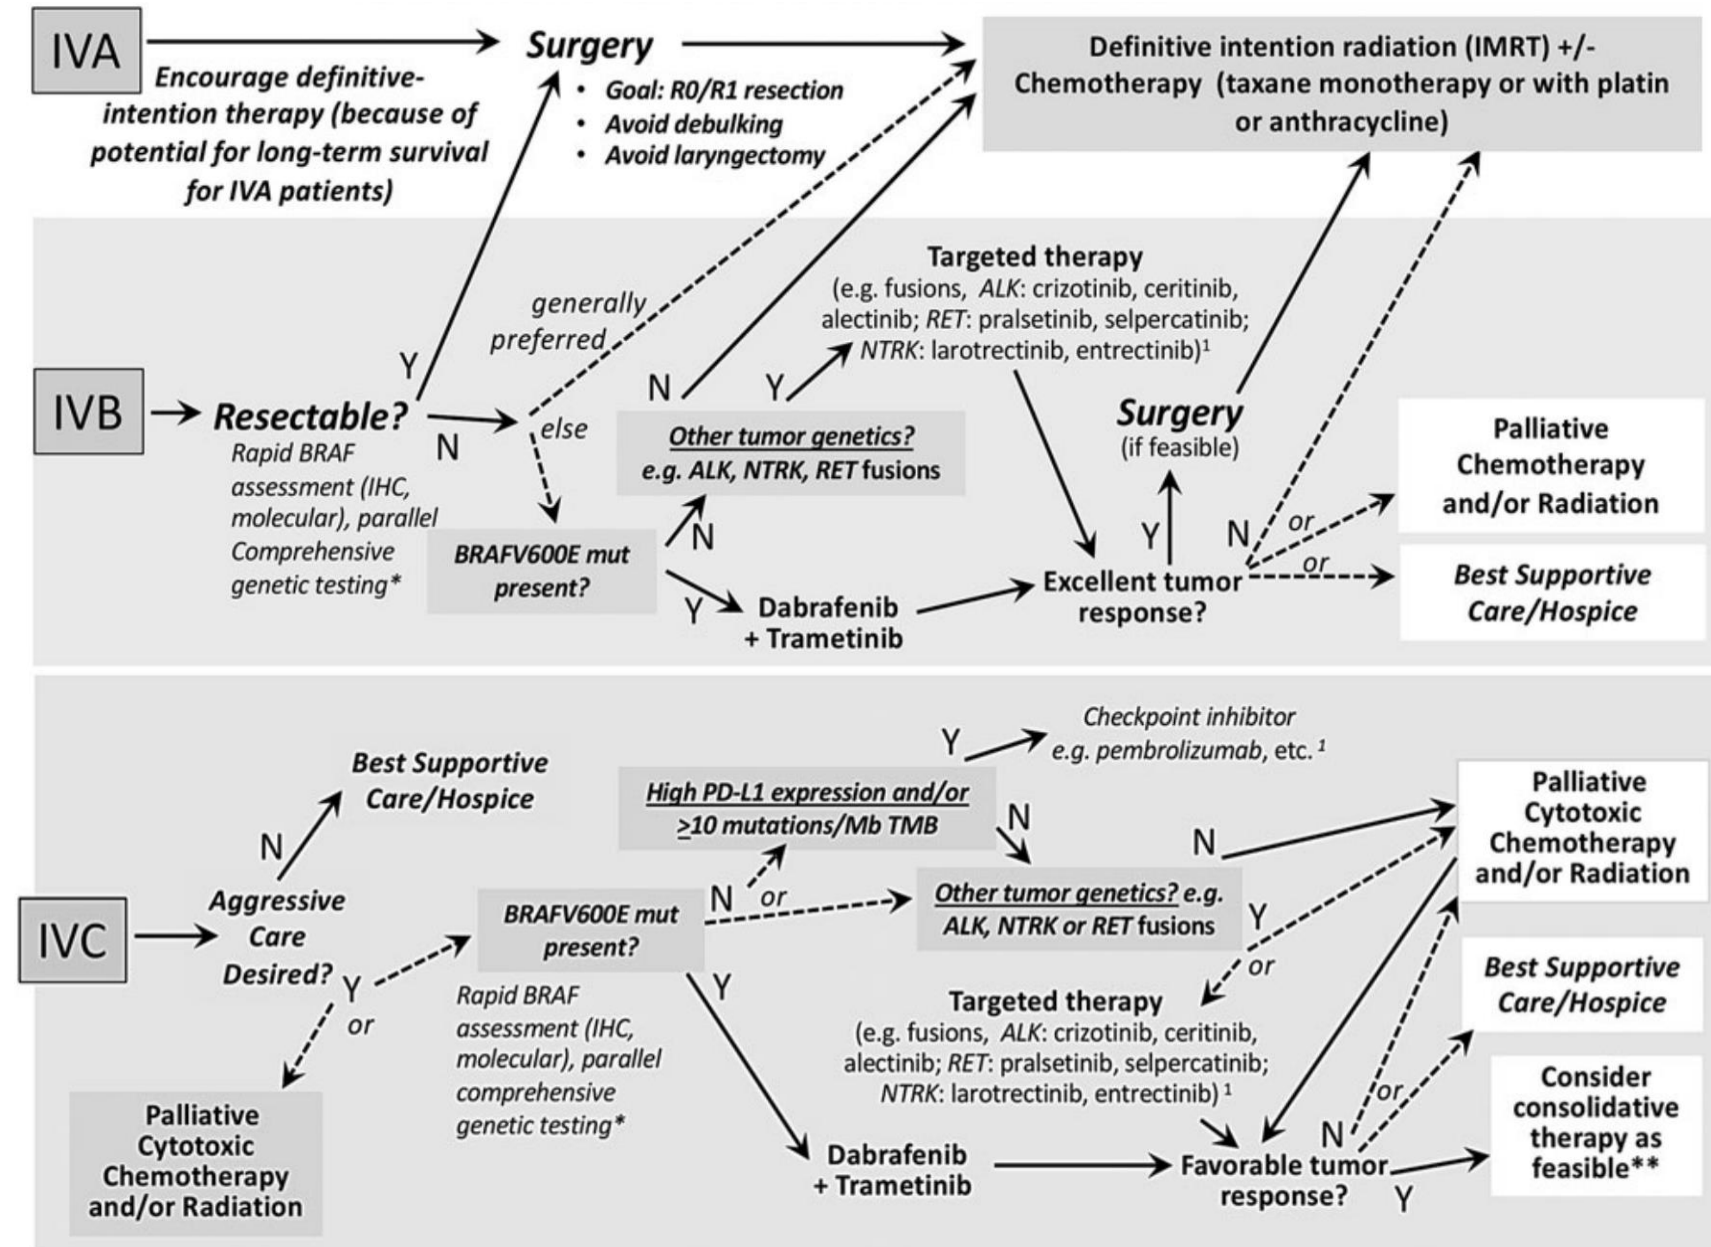 IVA
Encourage definitive-
intention therapy (because of
potential for long-term survival
for IVA patients)
Surgery
• Goal: R0/R1 resection
• Avoid debulking
• Avoid laryngectomy
Definitive intention radiation (IMRT) +/-
Chemotherapy (taxane monotherapy or with platin
or anthracycline)
IVB
Resectable?
Rapid BRAF
assessment (IHC,
molecular), parallel
Comprehensive
genetic testing*
Y
N
generally
preferred
else
BRAFV600E mut
present?
N
Y
Other tumor genetics?
e.g. ALK, NTRK, RET fusions
N
Y
Targeted therapy
(e.g. fusions, ALK: crizotinib, ceritinib,
alectinib; RET: pralsetinib, selpercatinib;
NTRK: larotrectinib, entrectinib)¹
Dabrafenib
+ Trametinib
Excellent tumor
response?
Y
N
Surgery
(if feasible)
or
or
Palliative
Chemotherapy
and/or Radiation
Best Supportive
Care/Hospice
IVC
Aggressive
Care
Desired?
N
Best Supportive
Care/Hospice
Y
or
Palliative
Cytotoxic
Chemotherapy
and/or Radiation
BRAFV600E mut
present?
Rapid BRAF
assessment (IHC,
molecular), parallel
comprehensive
genetic testing*
N
or
Y
High PD-L1 expression and/or
≥10 mutations/Mb TMB
Y
N
Checkpoint inhibitor
e.g. pembrolizumab, etc. ¹
Other tumor genetics? e.g.
ALK, NTRK or RET fusions
N
Y
or
Targeted therapy
(e.g. fusions, ALK: crizotinib, ceritinib,
alectinib; RET: pralsetinib, selpercatinib;
NTRK: larotrectinib, entrectinib) ¹
Dabrafenib
+ Trametinib
Favorable tumor
response?
N
or
Y
Palliative
Cytotoxic
Chemotherapy
and/or Radiation
Best Supportive
Care/Hospice
Consider
consolidative
therapy as
feasible**